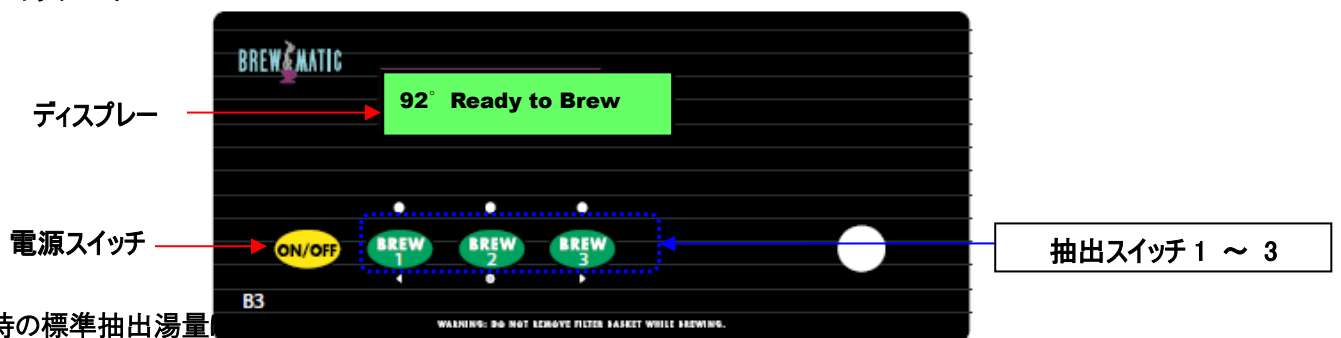 BREWMATIC
ディスプレー
92° Ready to Brew
電源スイッチ
ON/OFF
BREW 1
BREW 2
BREW 3
抽出スイッチ 1 ～ 3
B3
時の標準抽出湯量
WARNING: DO NOT REMOVE FILTER BASKET WHILE BREWING.